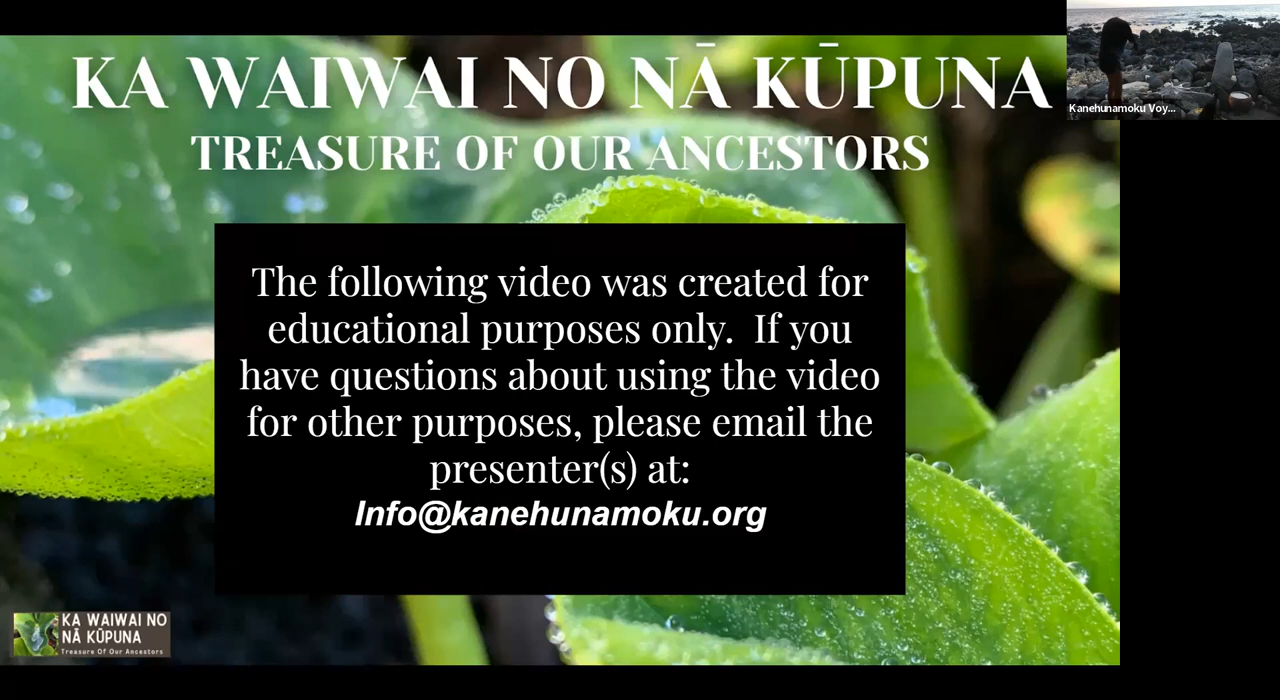 KA WAIWAI NO NĀ KŪPUNA
TREASURE OF OUR ANCESTORS
Kanehunamoku Voy...
The following video was created for
educational purposes only.  If you
have questions about using the video
for other purposes, please email the
presenter(s) at:
Info@kanehunamoku.org
KA WAIWAI NO
NĀ KŪPUNA
Treasure Of Our Ancestors